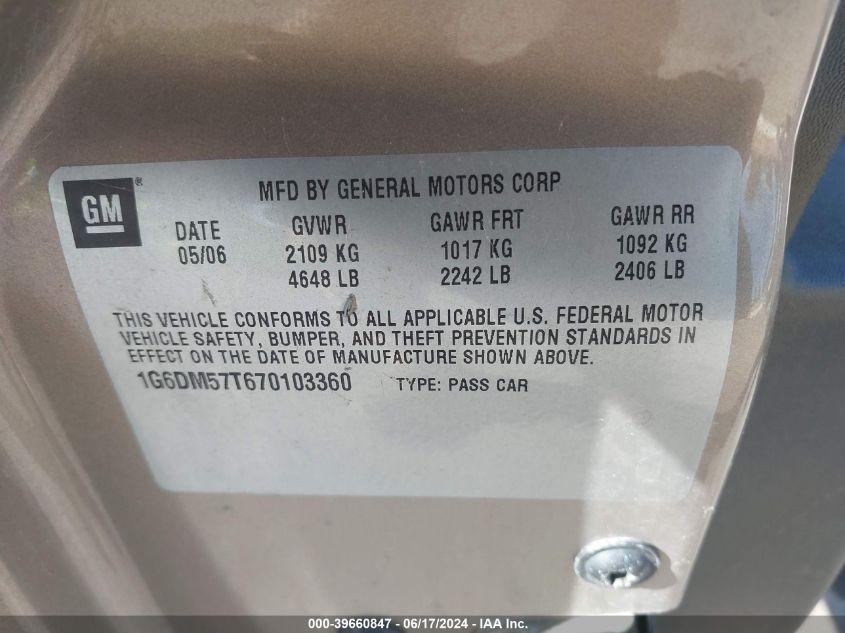 MFD BY GENERAL MOTORS CORP
GM®
DATE GVWR GAWR FRT GAWR RR
05/06 2109 KG 1017 KG 1092 KG
4648 LB 2242 LB 2406 LB
THIS VEHICLE CONFORMS TO ALL APPLICABLE U.S. FEDERAL MOTOR
VEHICLE SAFETY, BUMPER, AND THEFT PREVENTION STANDARDS IN
EFFECT ON THE DATE OF MANUFACTURE SHOWN ABOVE.
1G6DM57T670103360 TYPE: PASS CAR
000-39660847 - 06/17/2024 - IAA Inc.